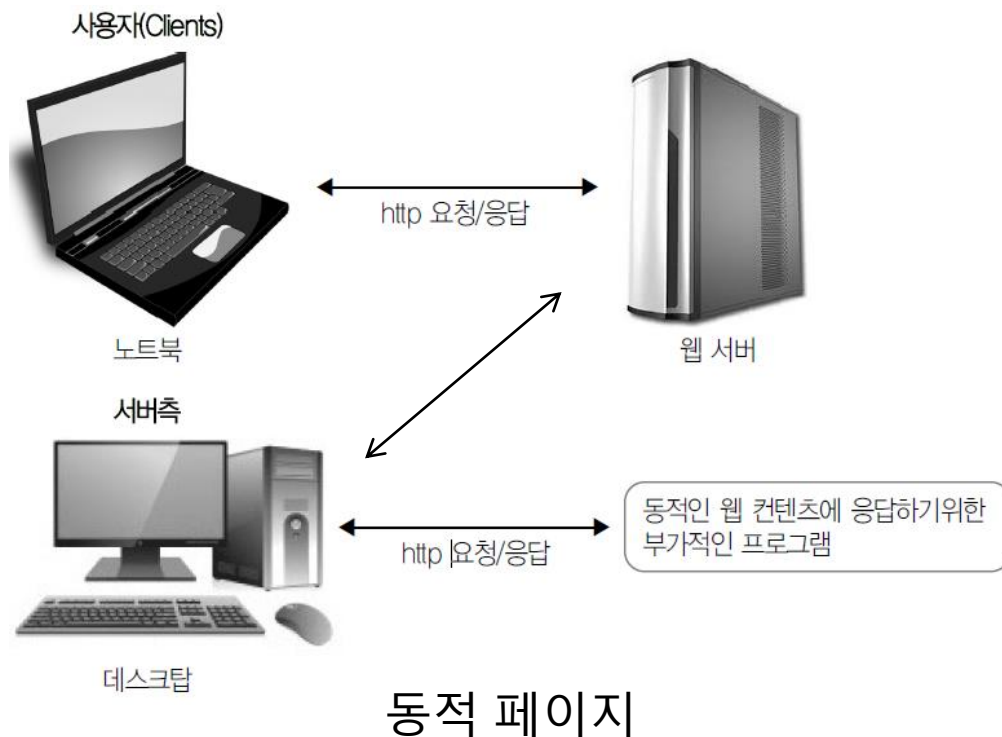 사용자(Clients)
http 요청/응답
노트북
웹 서버
서버측
http 요청/응답
동적인 웹 컨텐츠에 응답하기위한
부가적인 프로그램
데스크탑
동적 페이지